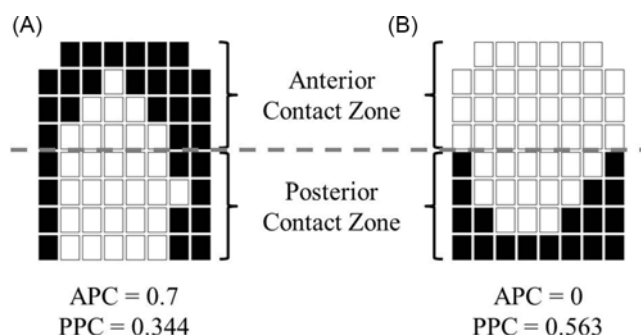 (A)
(B)
Anterior
Contact Zone
Posterior
Contact Zone
APC = 0.7
PPC = 0.344
APC = 0
PPC = 0.563